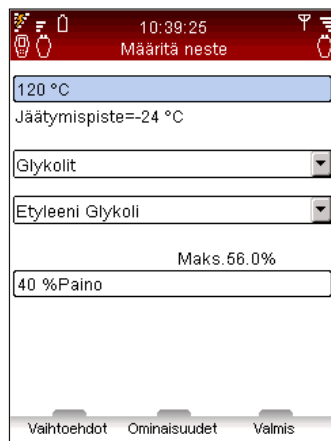 10:39:25
Määritä neste
120 °C
Jäätymispiste=-24 °C
Glykolit
Etyleeni Glykoli
Maks.56.0%
40 %Paino
Vaihtoehdot Ominaisuudet Valmis